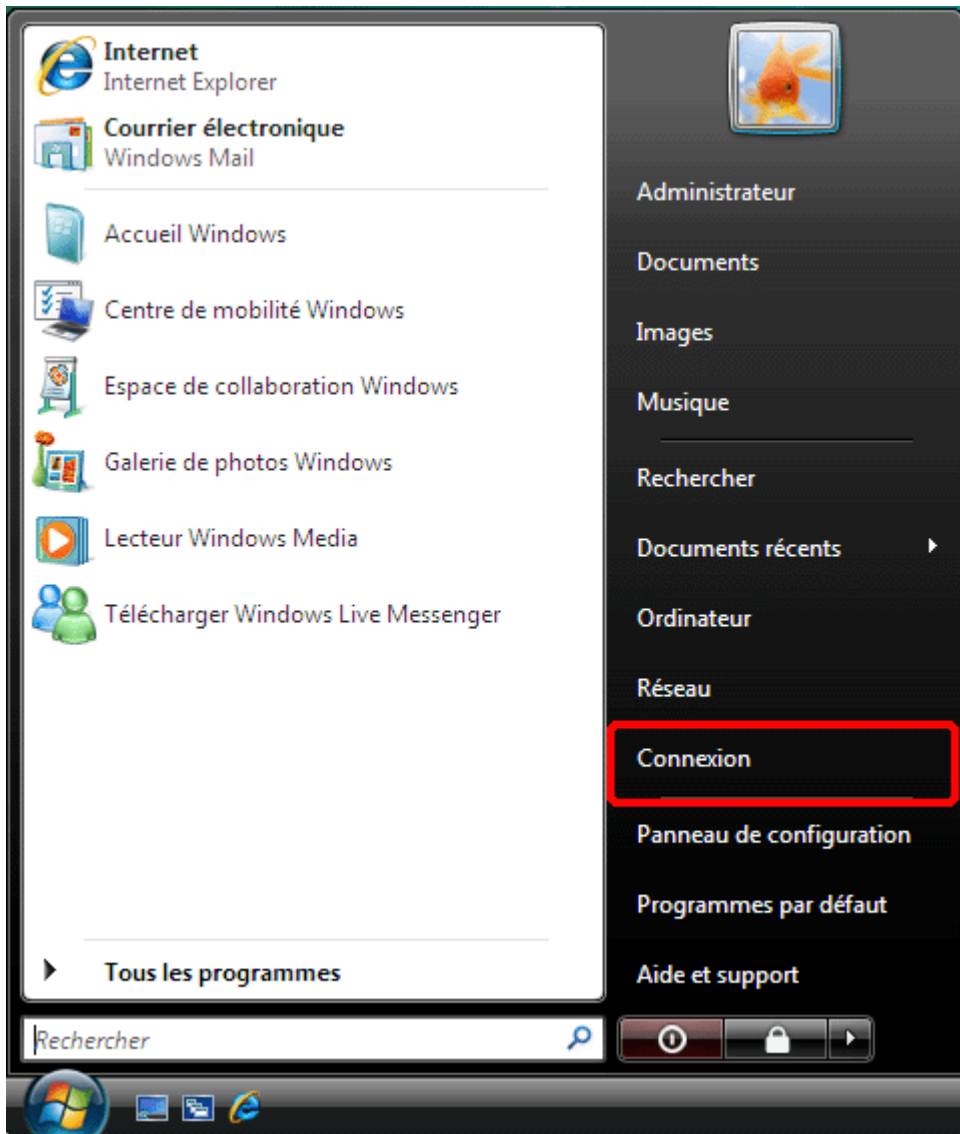 Internet
Internet Explorer
Courrier électronique
Windows Mail
Accueil Windows
Centre de mobilité Windows
Espace de collaboration Windows
Galerie de photos Windows
Lecteur Windows Media
Télécharger Windows Live Messenger
Tous les programmes
Rechercher
Administrateur
Documents
Images
Musique
Rechercher
Documents récents
Ordinateur
Réseau
Connexion
Panneau de configuration
Programmes par défaut
Aide et support